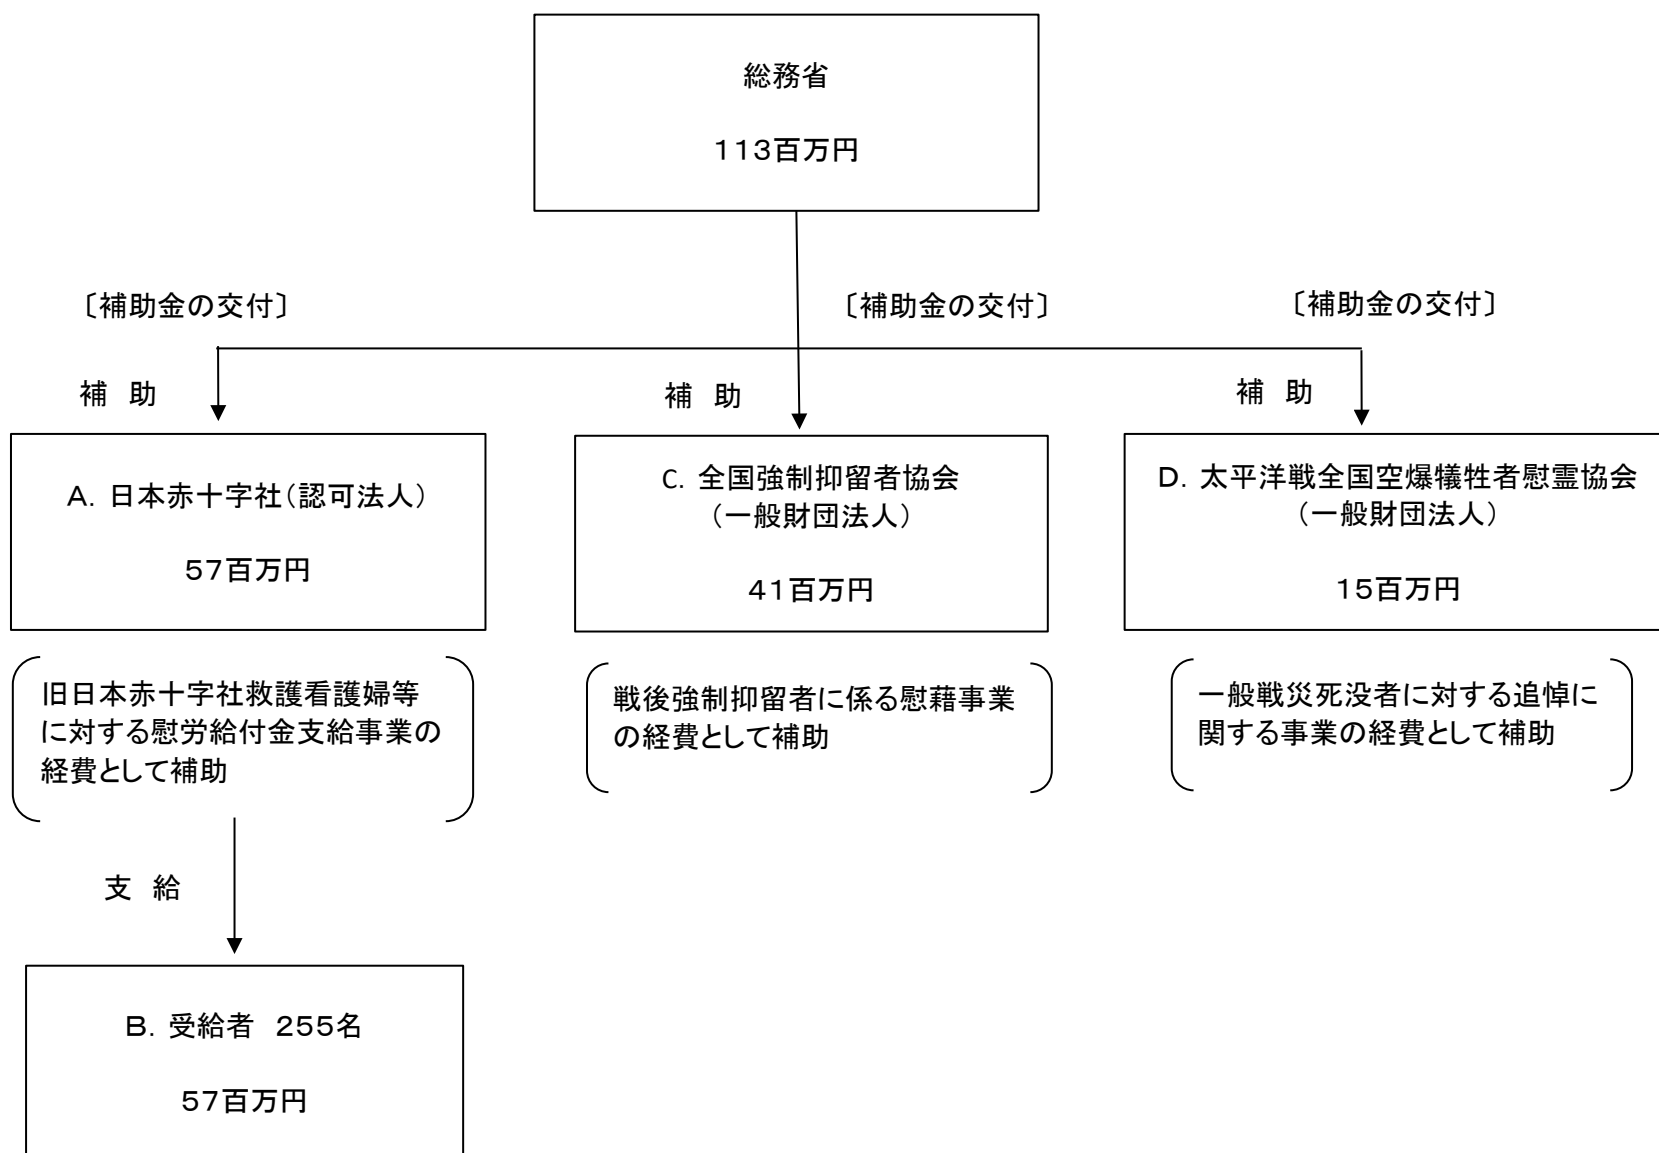 総務省
113百万円
〔補助金の交付〕
〔補助金の交付〕
〔補助金の交付〕
補 助
補 助
補 助
A. 日本赤十字社(認可法人)
57百万円
C. 全国強制抑留者協会
(一般財団法人)
41百万円
D. 太平洋戦全国空爆犠牲者慰霊協会
(一般財団法人)
15百万円
旧日本赤十字社救護看護婦等
に対する慰労給付金支給事業の
経費として補助
戦後強制抑留者に係る慰藉事業
の経費として補助
一般戦災死没者に対する追悼に
関する事業の経費として補助
支 給
B. 受給者 255名
57百万円